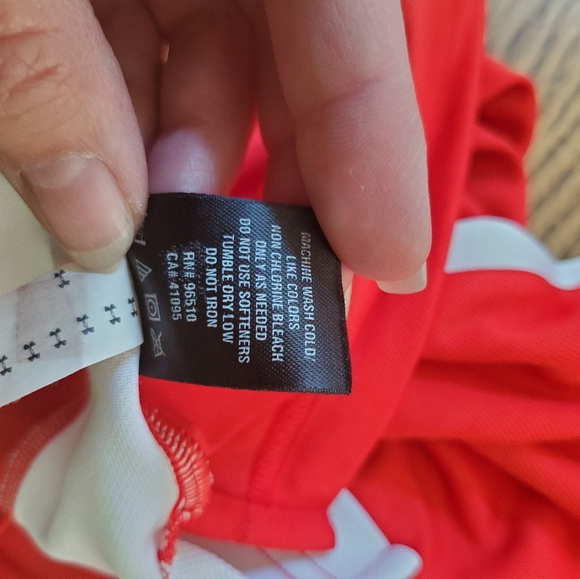 MACHINE WASH COLD/
LIKE COLORS
NON CHLORINE BLEACH
ONLY AS NEEDED
DO NOT USE SOFTENERS
TUMBLE DRY LOW
DO NOT IRON
RN# 96510
CA# 41095